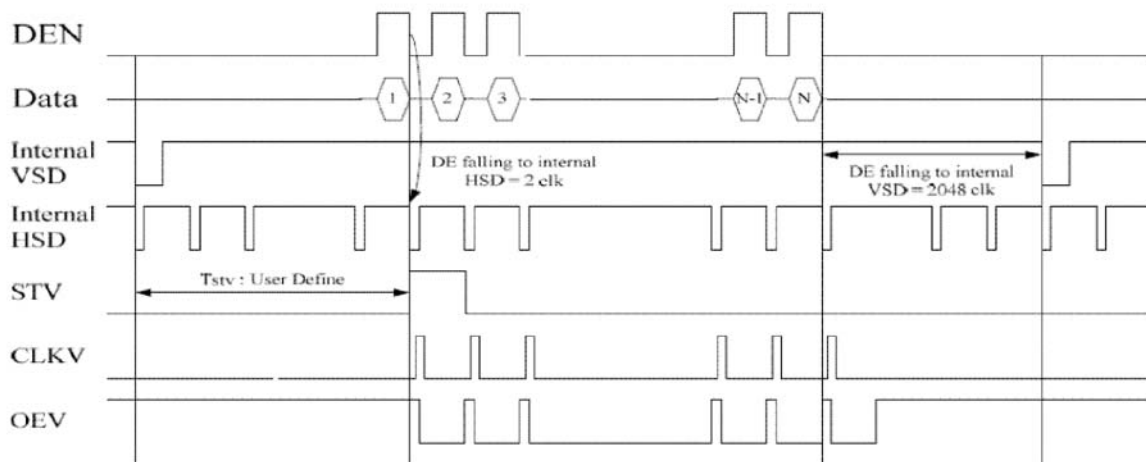 DEN
Data
1
2
3
N-1
N
Internal
VSD
DE falling to internal
HSD = 2 clk
DE falling to internal
VSD = 2048 clk
Internal
HSD
Tstv : User Define
STV
CLKV
OEV